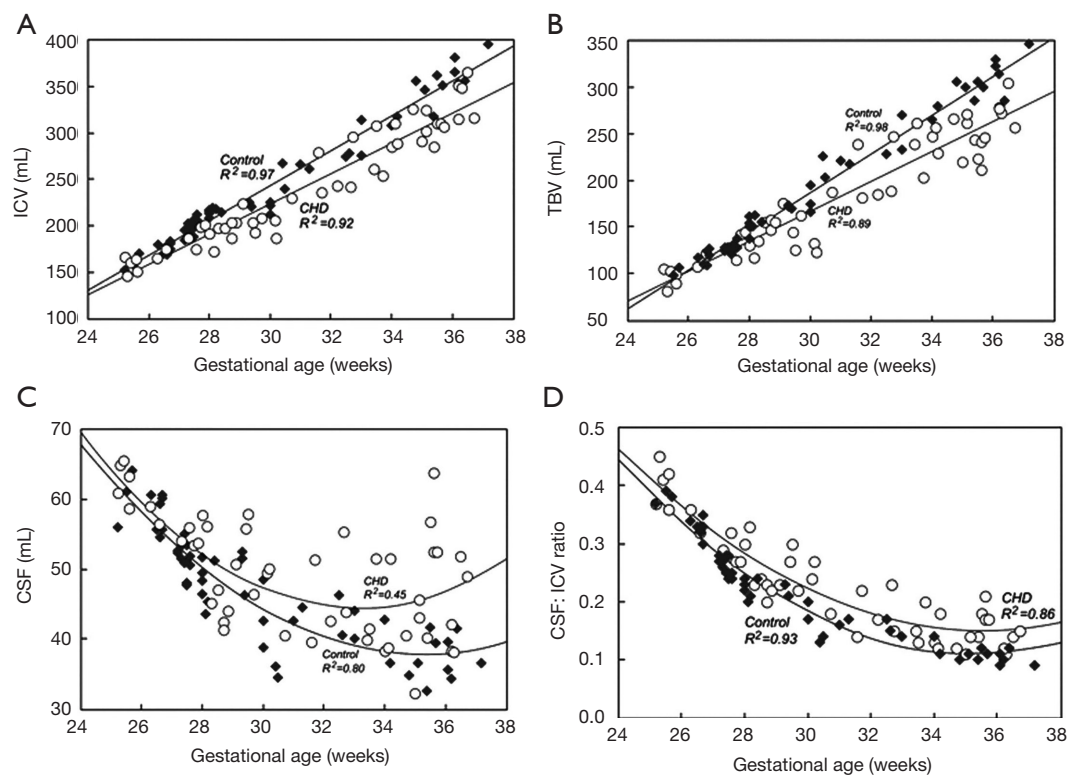 A
ICV (mL)
400
350
300
250
200
150
100
Control
R²=0.97
CHD
R²=0.92
24 26 28 30 32 34 36 38
Gestational age (weeks)
B
TBV (mL)
350
300
250
200
150
100
50
Control
R²=0.98
CHD
R²=0.89
24 26 28 30 32 34 36 38
Gestational age (weeks)
C
CSF (mL)
70
60
50
40
30
CHD
R²=0.45
Control
R²=0.80
24 26 28 30 32 34 36 38
Gestational age (weeks)
D
CSF: ICV ratio
0.5
0.4
0.3
0.2
0.1
0.0
CHD
R²=0.86
Control
R²=0.93
24 26 28 30 32 34 36 38
Gestational age (weeks)